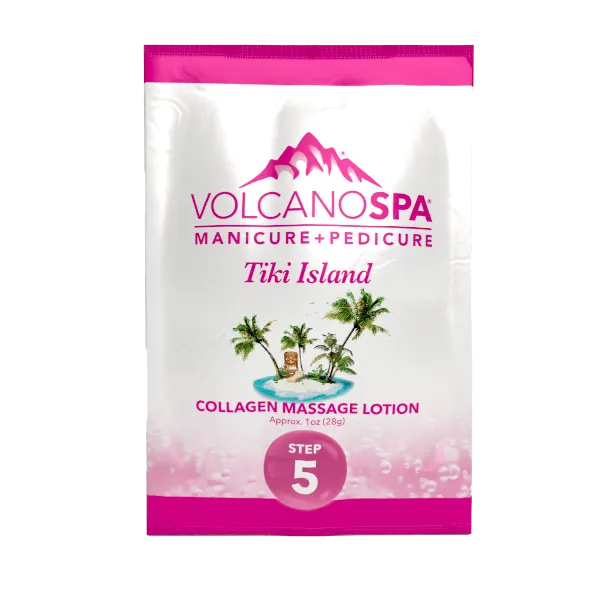 VOLCANOSPA®
MANICURE+PEDICURE
Tiki Island
COLLAGEN MASSAGE LOTION
Approx. 1oz (28g)
STEP
5